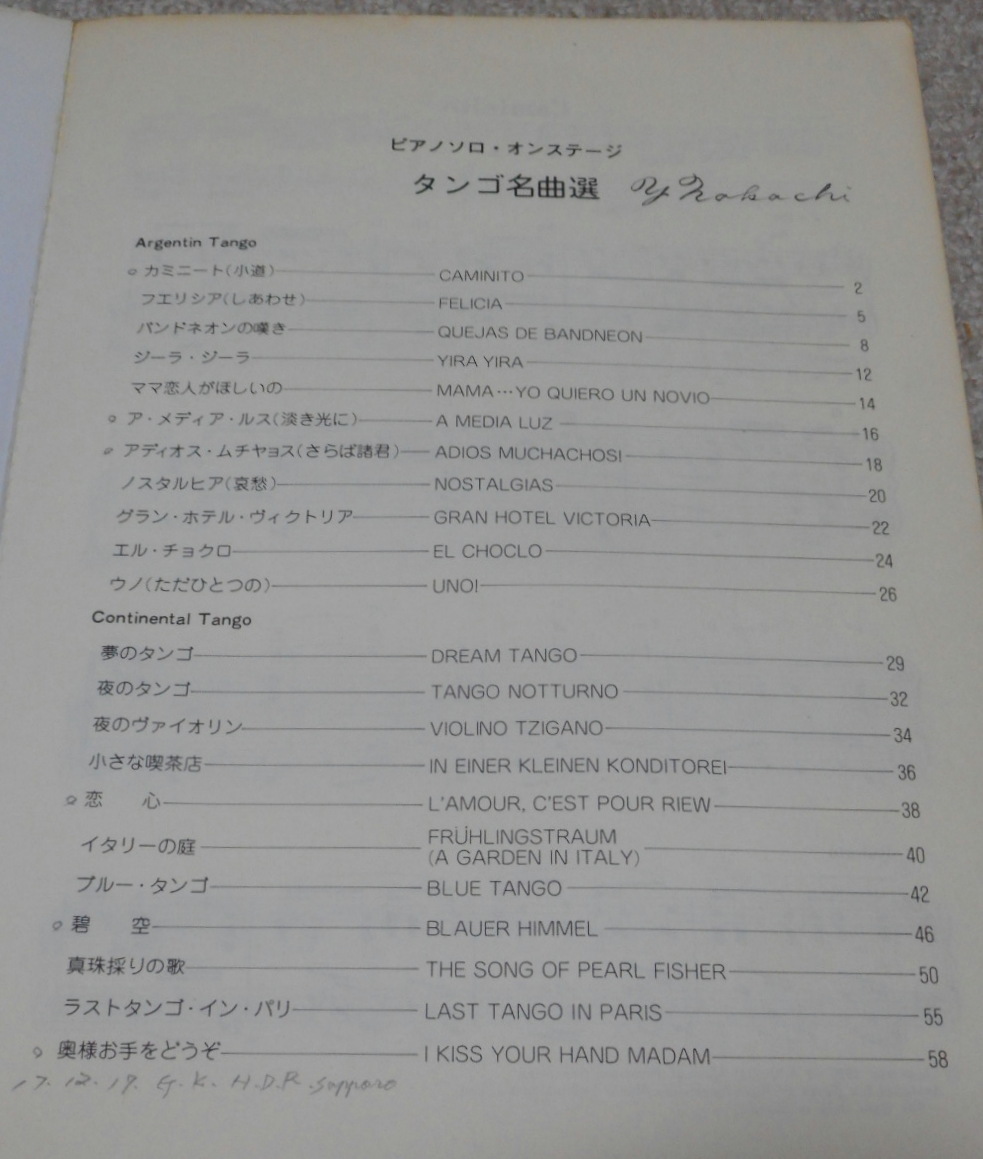 ピアノソロ・オンステージ
タンゴ名曲選
Argentin Tango
カミニート(小道) CAMINITO 2
フエリシア(しあわせ) FELICIA 5
バンドネオンの嘆き QUEJAS DE BANDNEON 8
ジーラ・ジーラ YIRA YIRA 12
ママ恋人がほしいの MAMA…YO QUIERO UN NOVIO 14
ア・メディア・ルス(淡き光に) A MEDIA LUZ 16
アディオス・ムチャョス(さらば諸君) ADIOS MUCHACHOS! 18
ノスタルヒア(哀愁) NOSTALGIAS 20
グラン・ホテル・ヴィクトリア GRAN HOTEL VICTORIA 22
エル・チョクロ EL CHOCLO 24
ウノ(ただひとつの) UNO! 26
Continental Tango
夢のタンゴ DREAM TANGO 29
夜のタンゴ TANGO NOTTURNO 32
夜のヴァイオリン VIOLINO TZIGANO 34
小さな喫茶店 IN EINER KLEINEN KONDITOREI 36
恋 心 L'AMOUR, C'EST POUR RIEW 38
イタリーの庭 FRÜHLINGSTRAUM
(A GARDEN IN ITALY) 40
ブルー・タンゴ BLUE TANGO 42
碧 空 BLAUER HIMMEL 46
真珠採りの歌 THE SONG OF PEARL FISHER 50
ラストタンゴ・イン・パリ LAST TANGO IN PARIS 55
奥様お手をどうぞ I KISS YOUR HAND MADAM 58
17.12.19. G.K. H.D.R. Sapporo